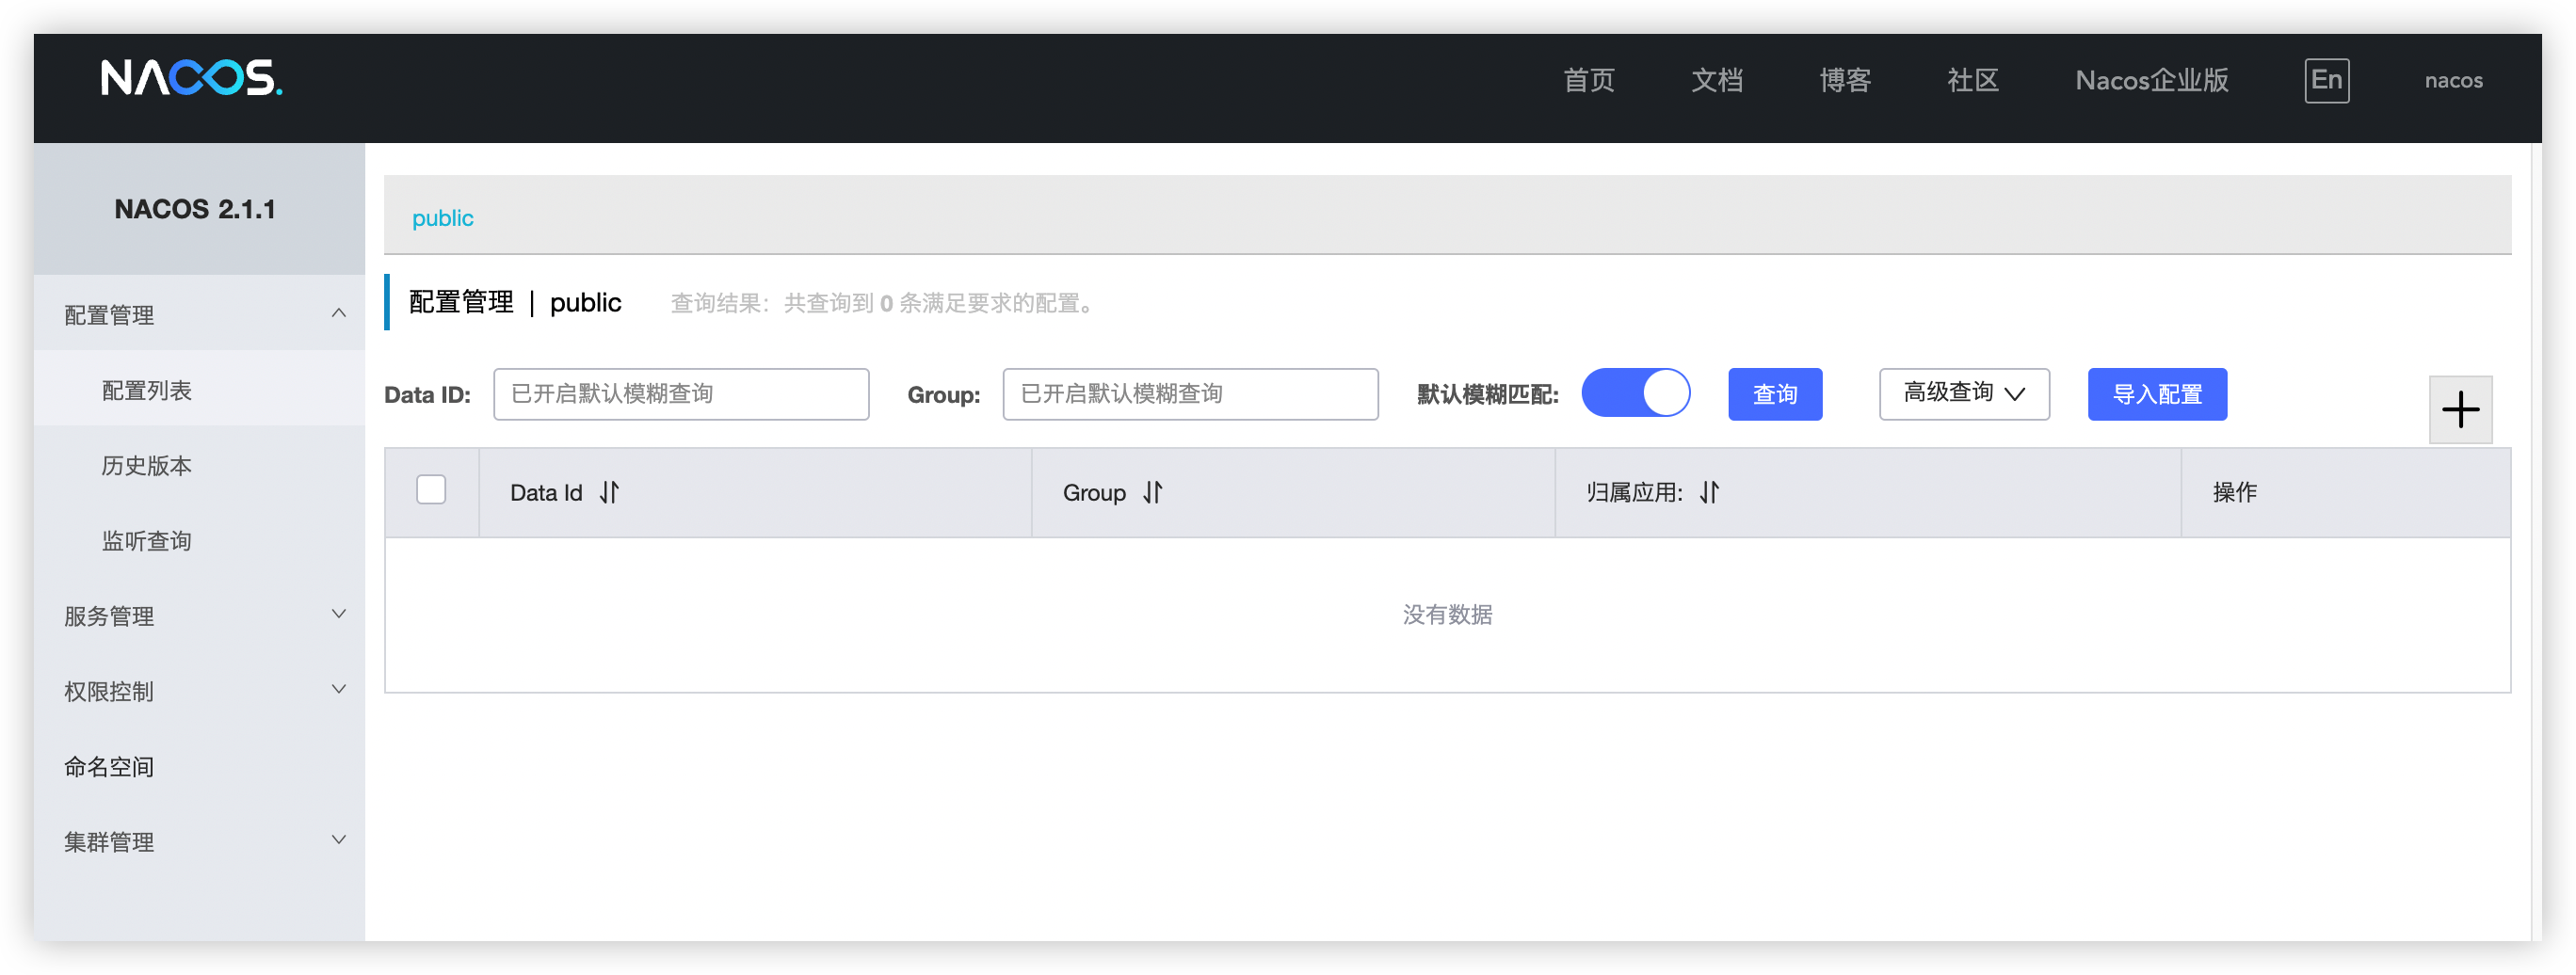 NACOS.
首页 文档 博客 社区 Nacos企业版 En nacos
NACOS 2.1.1
配置管理
配置列表
历史版本
监听查询
服务管理
权限控制
命名空间
集群管理
public
配置管理 | public 查询结果：共查询到 0 条满足要求的配置。
Data ID: 已开启默认模糊查询 Group: 已开启默认模糊查询 默认模糊匹配: 查询 高级查询 导入配置
Data Id Group 归属应用: 操作
没有数据